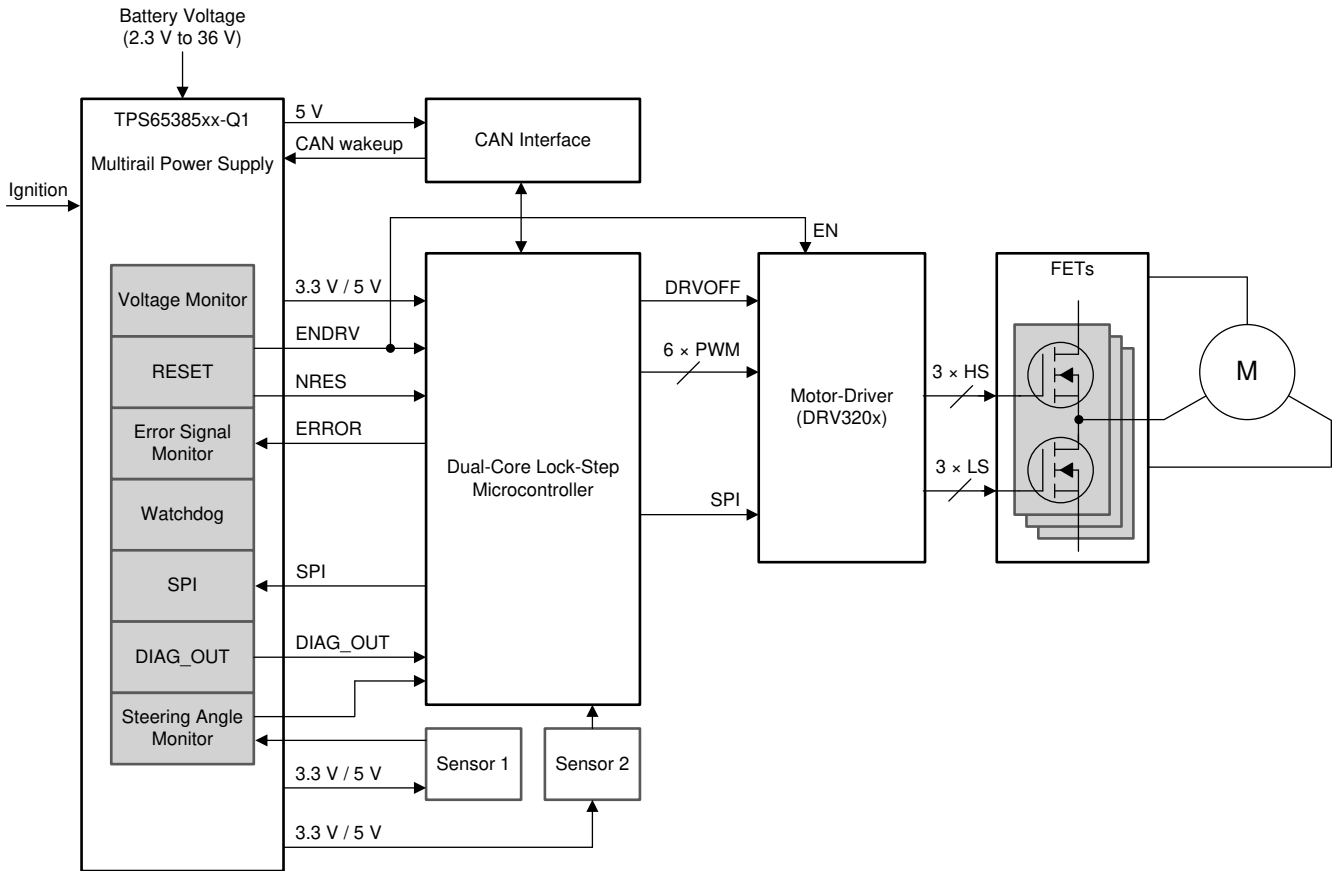 Battery Voltage
(2.3 V to 36 V)
TPS65385xx-Q1
Multirail Power Supply
Ignition
5 V
CAN wakeup
CAN Interface
EN
Voltage Monitor
RESET
Error Signal
Monitor
Watchdog
SPI
DIAG_OUT
Steering Angle
Monitor
3.3 V / 5 V
ENDRV
NRES
ERROR
SPI
DIAG_OUT
3.3 V / 5 V
3.3 V / 5 V
Dual-Core Lock-Step
Microcontroller
Sensor 1
Sensor 2
DRVOFF
6 × PWM
SPI
Motor-Driver
(DRV320x)
3 × HS
3 × LS
FETs
M